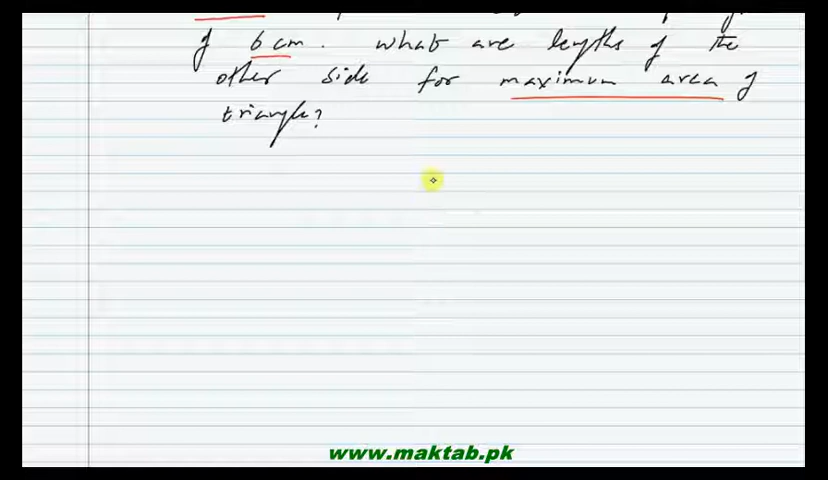 of 6 cm. What are lengths of the
other side for maximum area of
triangle?
www.maktab.pk